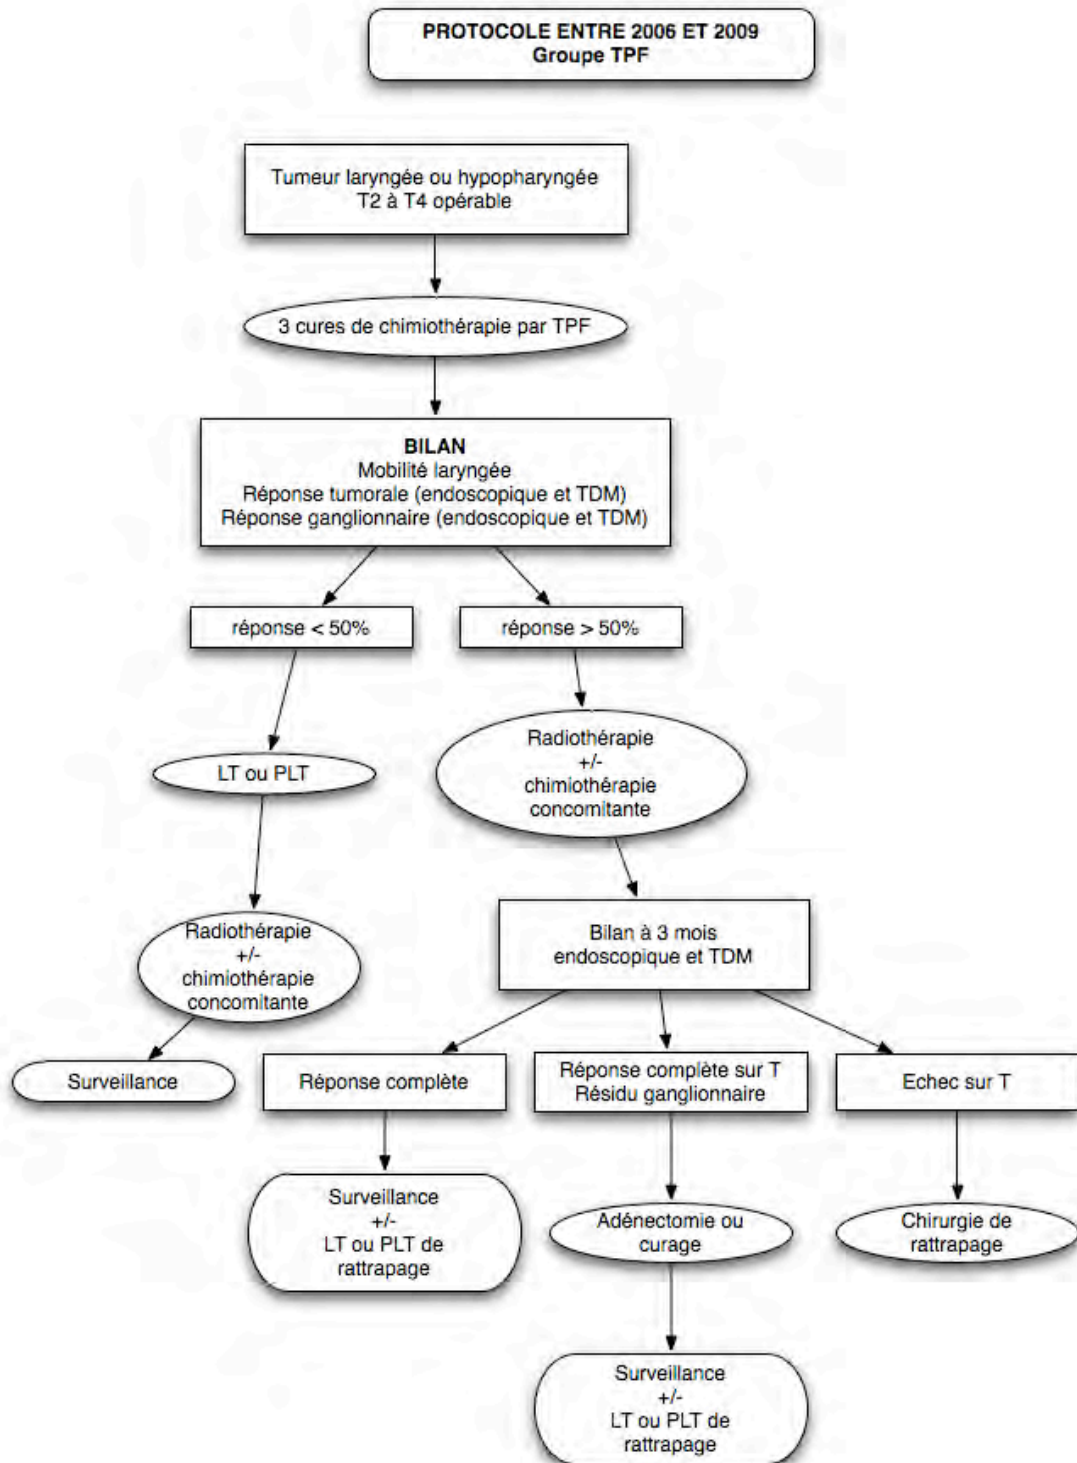 PROTOCOLE ENTRE 2006 ET 2009
Groupe TPF
Tumeur laryngée ou hypopharyngée
T2 à T4 opérable
3 cures de chimiothérapie par TPF
BILAN
Mobilité laryngée
Réponse tumorale (endoscopique et TDM)
Réponse ganglionnaire (endoscopique et TDM)
réponse < 50%
réponse > 50%
LT ou PLT
Radiothérapie
+/-
chimiothérapie
concomitante
Radiothérapie
+/-
chimiothérapie
concomitante
Bilan à 3 mois
endoscopique et TDM
Surveillance
Réponse complète
Réponse complète sur T
Résidu ganglionnaire
Echec sur T
Surveillance
+/-
LT ou PLT de
rattrapage
Adénectomie ou
curage
Chirurgie de
rattrapage
Surveillance
+/-
LT ou PLT de
rattrapage